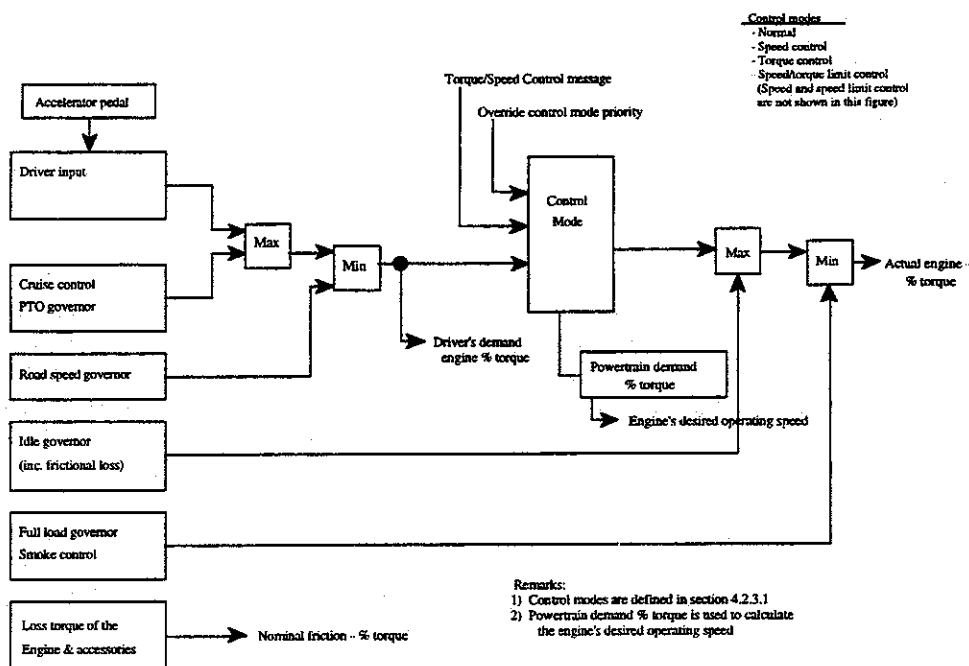 Control modes
- Normal
- Speed control
- Torque control
- Speed/torque limit control
(Speed and speed limit control
are not shown in this figure)
Torque/Speed Control message
Override control mode priority
Accelerator pedal
Driver input
Control
Mode
Max
Min
Max
Min
Actual engine --
% torque
Cruise control
PTO governor
Driver's demand
engine % torque
Road speed governor
Powertrain demand
% torque
Engine's desired operating speed
Idle governor
(inc. frictional loss)
Full load governor
Smoke control
Remarks:
1) Control modes are defined in section 4.2.3.1
2) Powertrain demand % torque is used to calculate
the engine's desired operating speed
Loss torque of the
Engine & accessories
Nominal friction -- % torque